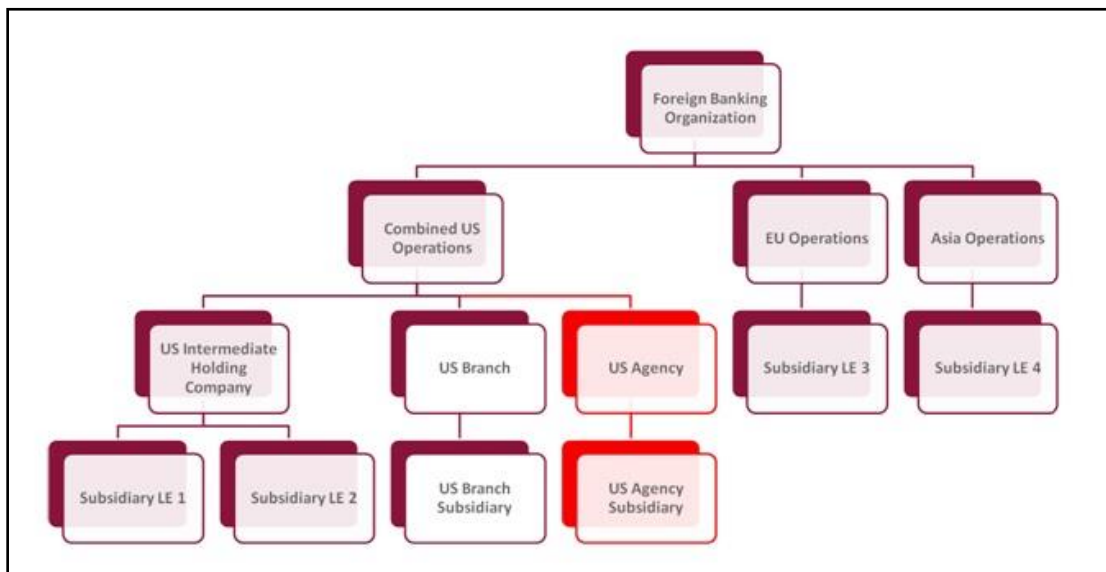 Foreign Banking
Organization
Combined US
Operations
EU Operations
Asia Operations
US Intermediate
Holding
Company
US Branch
US Agency
Subsidiary LE 3
Subsidiary LE 4
Subsidiary LE 1
Subsidiary LE 2
US Branch
Subsidiary
US Agency
Subsidiary